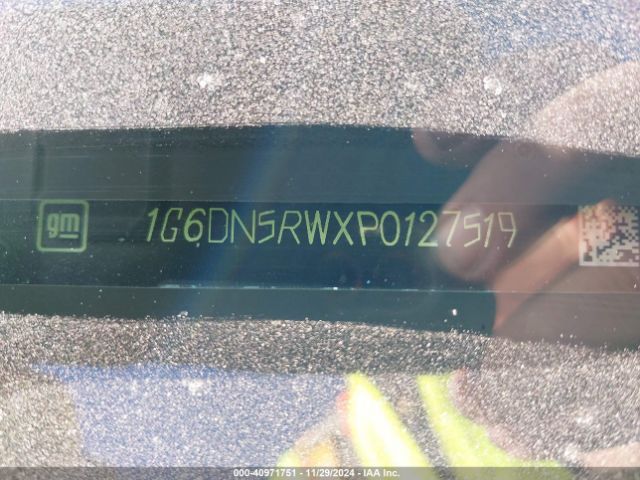 gm 1G6DN5RWXP0127519
000-40971751 - 11/29/2024 - IAA Inc.